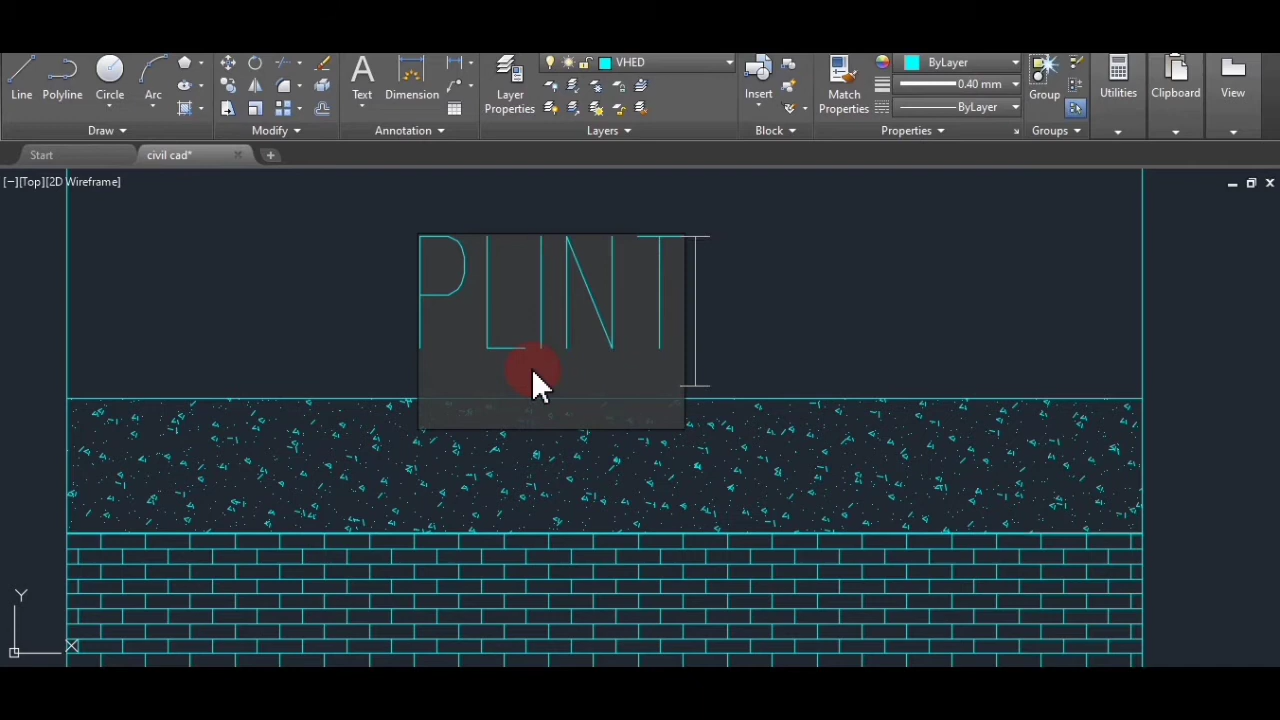 VHED
ByLayer
Line
Polyline
Circle
Arc
Text
Dimension
Layer
Properties
Insert
Match
Properties
0.40 mm
ByLayer
Group
Utilities
Clipboard
View
Draw
Modify
Annotation
Layers
Block
Properties
Groups
Start
civil cad*
[−][Top][2D Wireframe]
PLINT
Y
X